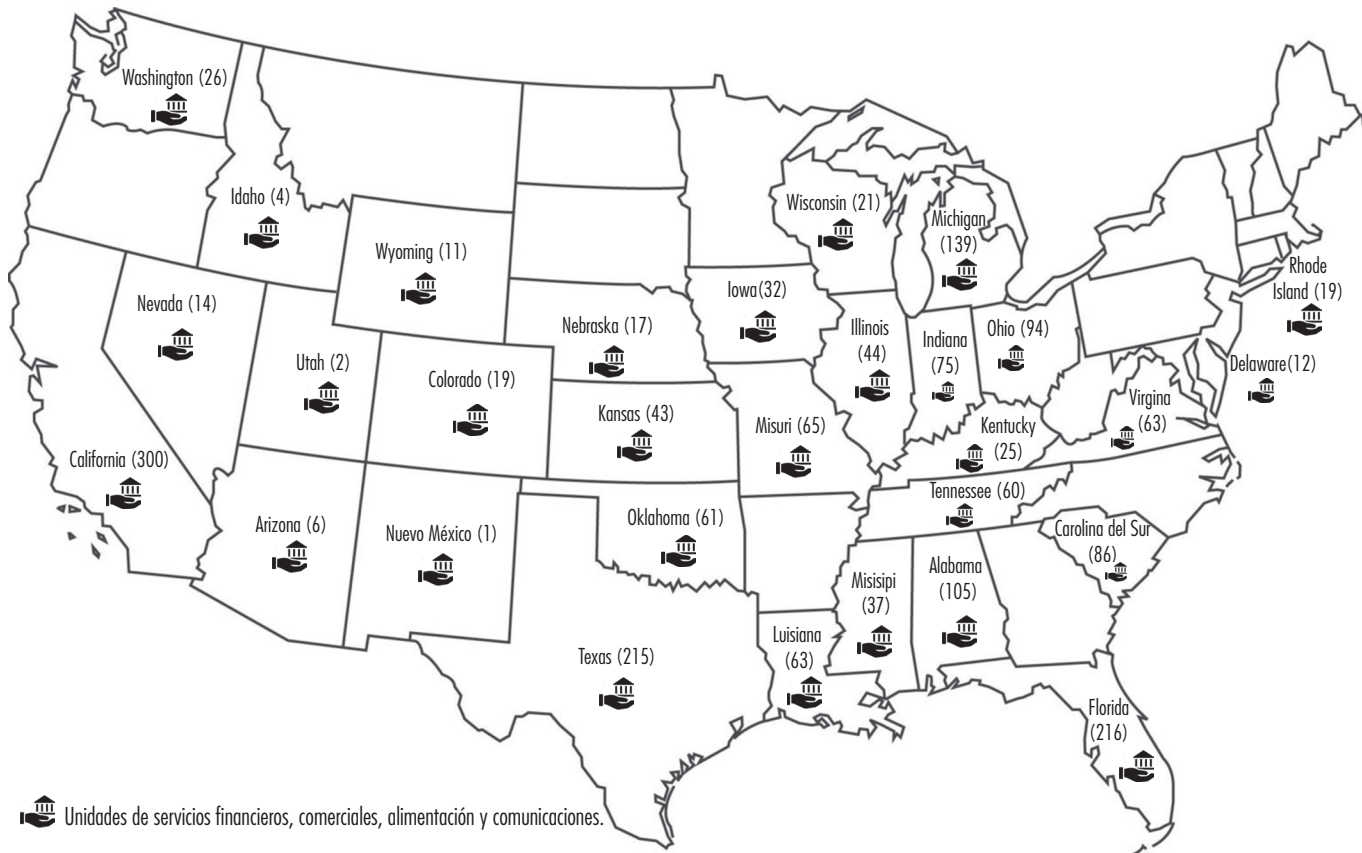 Washington (26)
Idaho (4)
Wyoming (11)
Wisconsin (21)
Michigan
(139)
Rhode
Island (19)
Nevada (14)
Iowa(32)
Nebraska (17)
Illinois
(44)
Indiana
(75)
Ohio (94)
Utah (2)
Colorado (19)
Delaware(12)
Kansas (43)
Misuri (65)
Virgina
(63)
Kentucky
(25)
California (300)
Tennessee (60)
Arizona (6)
Nuevo México (1)
Oklahoma (61)
Carolina del Sur
(86)
Misisipi
(37)
Alabama
(105)
Texas (215)
Luisiana
(63)
Florida
(216)
Unidades de servicios financieros, comerciales, alimentación y comunicaciones.